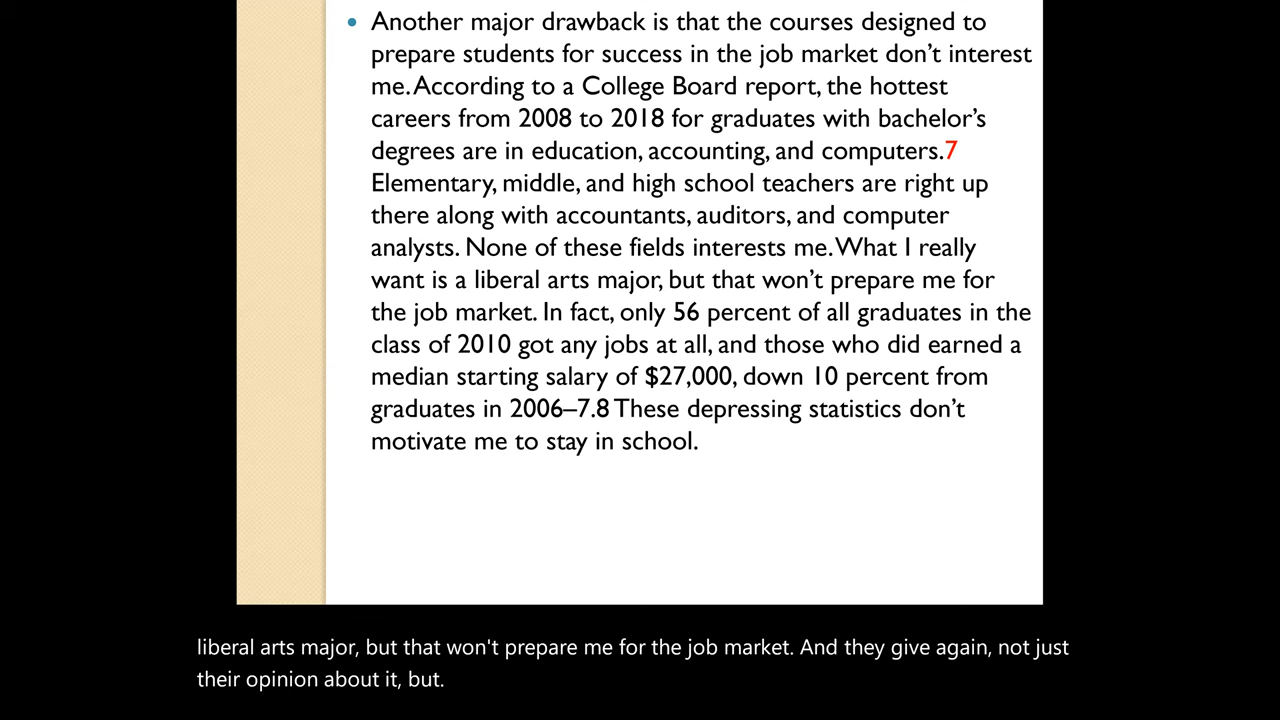 • Another major drawback is that the courses designed to
prepare students for success in the job market don’t interest
me. According to a College Board report, the hottest
careers from 2008 to 2018 for graduates with bachelor’s
degrees are in education, accounting, and computers.7
Elementary, middle, and high school teachers are right up
there along with accountants, auditors, and computer
analysts. None of these fields interests me. What I really
want is a liberal arts major, but that won’t prepare me for
the job market. In fact, only 56 percent of all graduates in the
class of 2010 got any jobs at all, and those who did earned a
median starting salary of $27,000, down 10 percent from
graduates in 2006–7.8 These depressing statistics don’t
motivate me to stay in school.
liberal arts major, but that won't prepare me for the job market. And they give again, not just
their opinion about it, but.